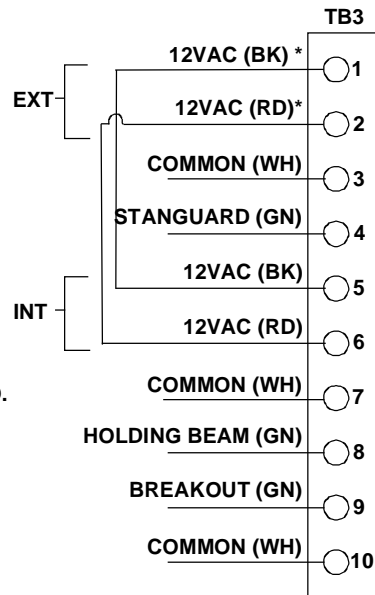 TB3
12VAC (BK) * 1
EXT
12VAC (RD)* 2
COMMON (WH) 3
STANGUARD (GN) 4
12VAC (BK) 5
INT
12VAC (RD) 6
COMMON (WH) 7
HOLDING BEAM (GN) 8
BREAKOUT (GN) 9
COMMON (WH) 10